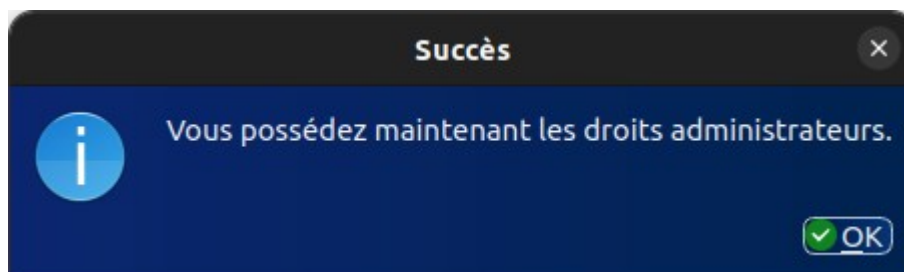 Succès
Vous possédez maintenant les droits administrateurs.
OK